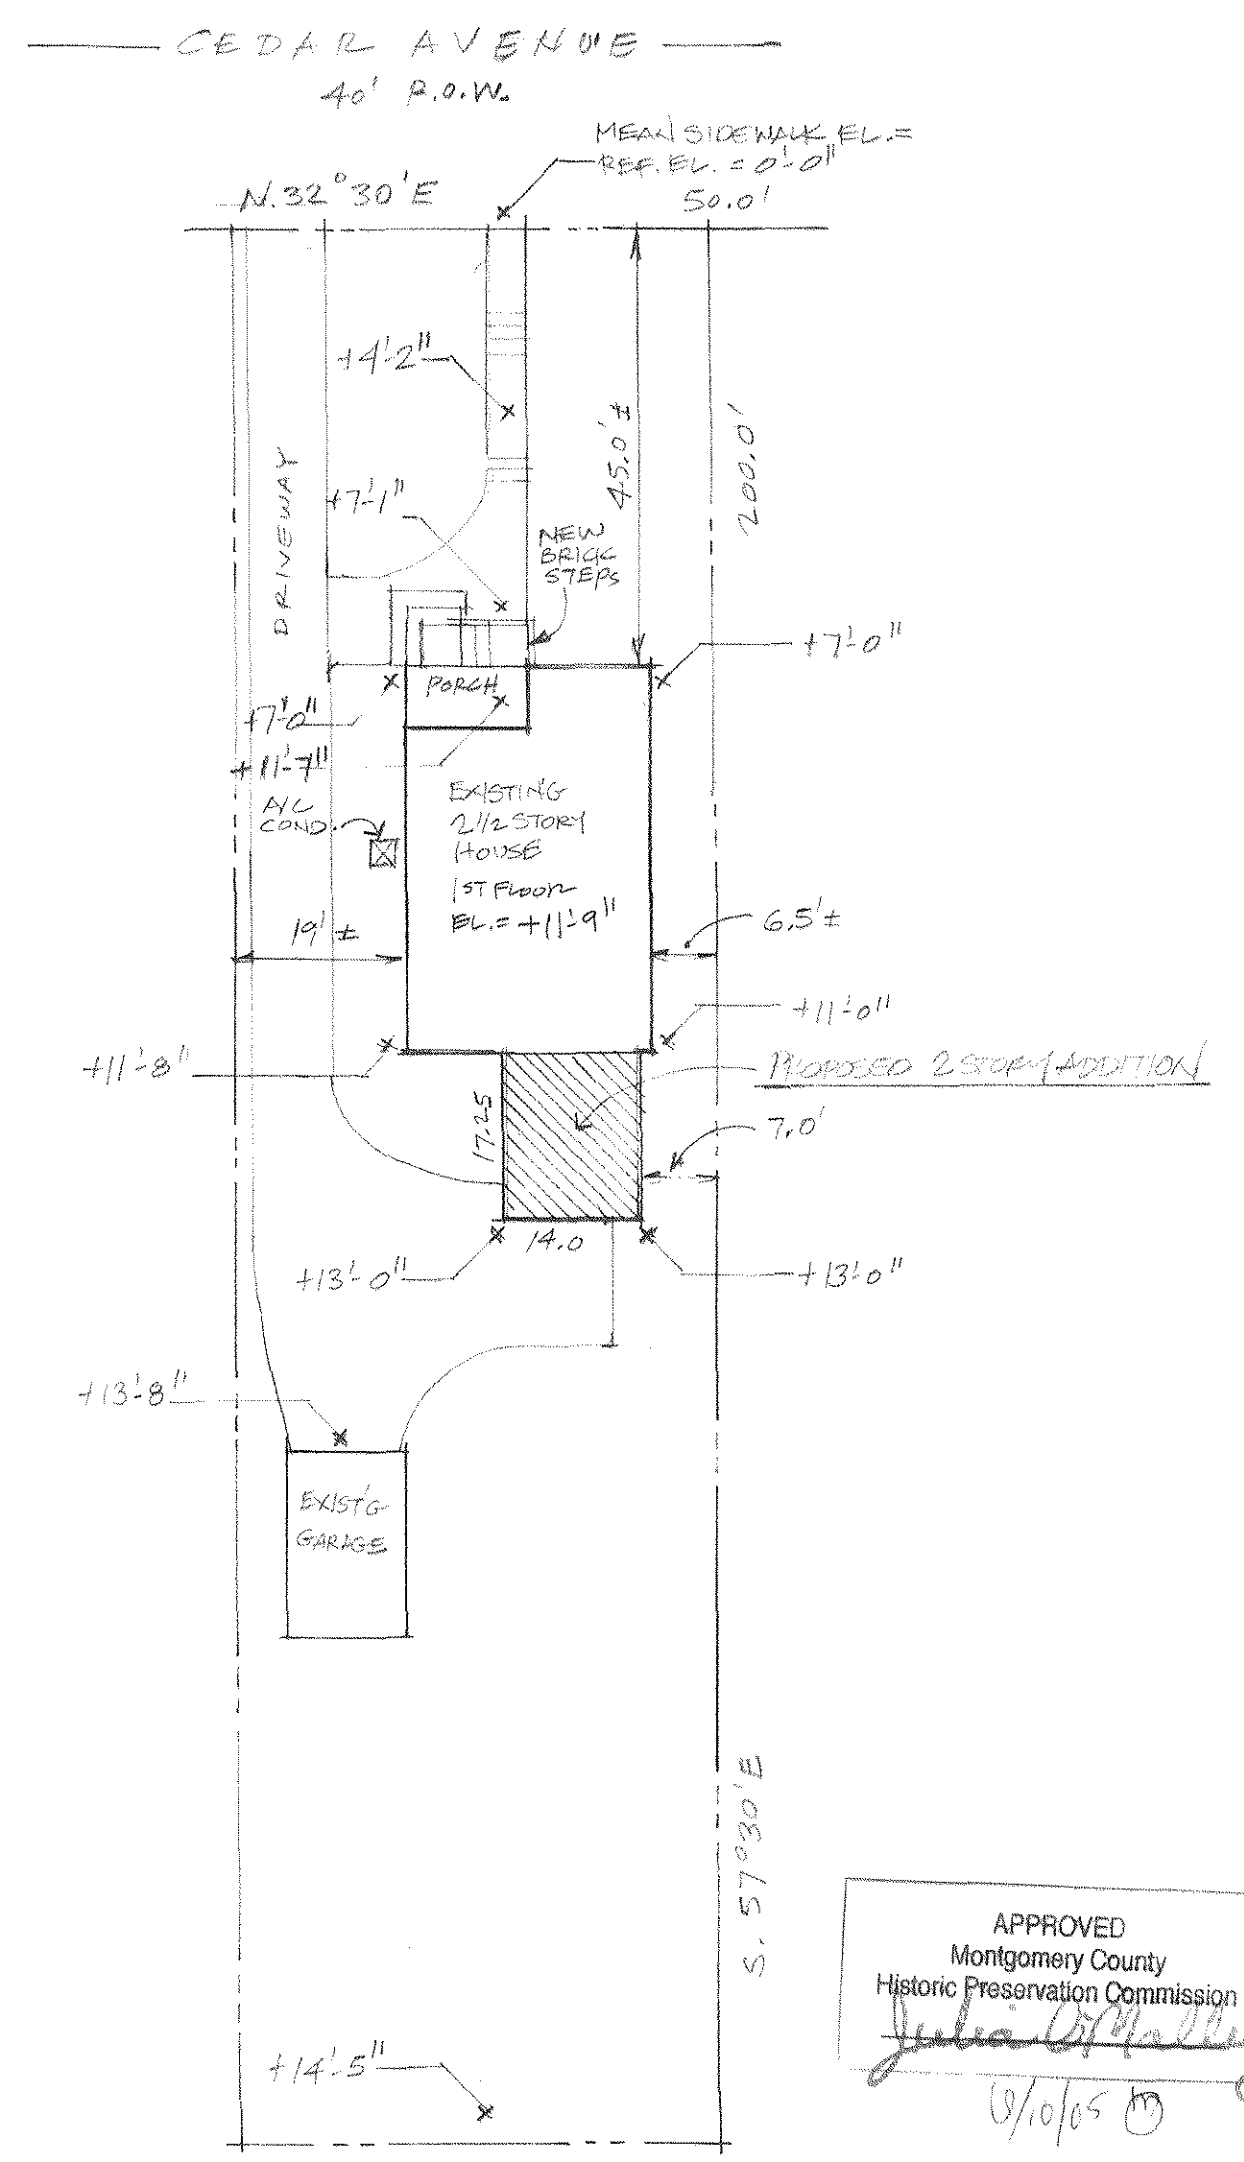 CEDAR AVENUE
40' R.O.W.
MEAN SIDEWALK EL. =
REF. EL. = 0'-0"
N. 32° 30' E
50.0'
+4'-2"
45.0' ±
200.0'
DRIVEWAY
+7'-1"
NEW
BRICK
STEPS
+7'-0"
PORCH
+7'-0"
+11'-7"
A/C
COND.
EXISTING
2 1/2 STORY
HOUSE
1ST FLOOR
EL. = +11'-9"
19' ±
6.5' ±
+11'-0"
+11'-8"
PROPOSED 2 STORY ADDITION
17.25
7.0'
14.0
+13'-0"
+13'-0"
+13'-8"
EXIST'G
GARAGE
S. 57° 30' E
APPROVED
Montgomery County
Historic Preservation Commission
Julia
/10/05
+14'-5"